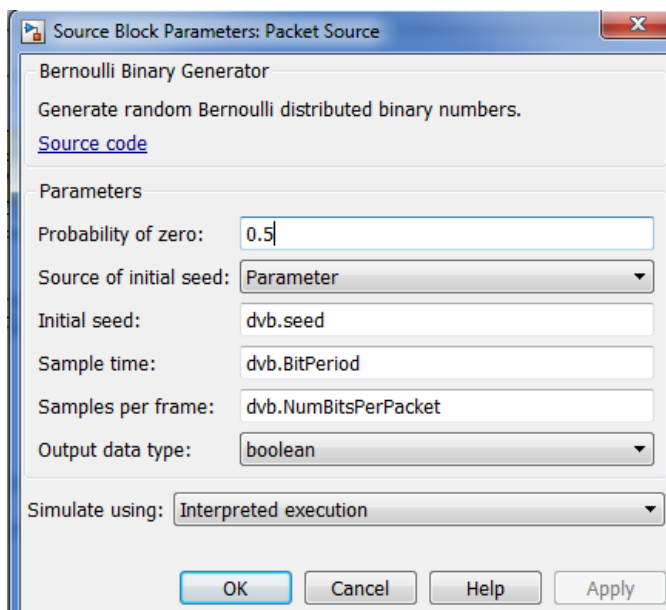 Source Block Parameters: Packet Source
Bernoulli Binary Generator
Generate random Bernoulli distributed binary numbers.
Source code
Parameters
Probability of zero: 0.5
Source of initial seed: Parameter
Initial seed: dvb.seed
Sample time: dvb.BitPeriod
Samples per frame: dvb.NumBitsPerPacket
Output data type: boolean
Simulate using: Interpreted execution
OK Cancel Help Apply